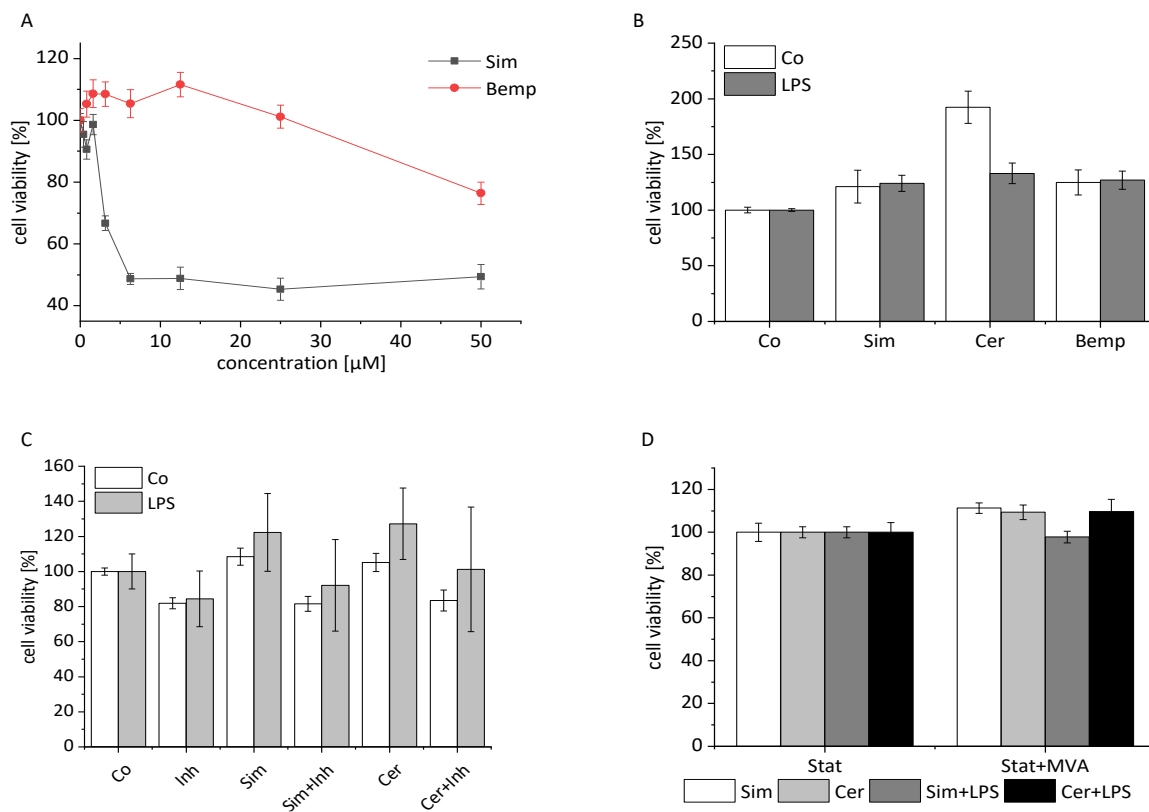 A
120
100
80
60
40
cell viability [%]
0 10 20 30 40 50
concentration [µM]
Sim
Bemp
B
250
200
150
100
50
0
cell viability [%]
Co
LPS
Co Sim Cer Bemp
C
160
140
120
100
80
60
40
20
0
cell viability [%]
Co
LPS
Co Inh Sim Sim+Inh Cer Cer+Inh
D
120
100
80
60
40
20
0
cell viability [%]
Stat Stat+MVA
Sim Cer Sim+LPS Cer+LPS